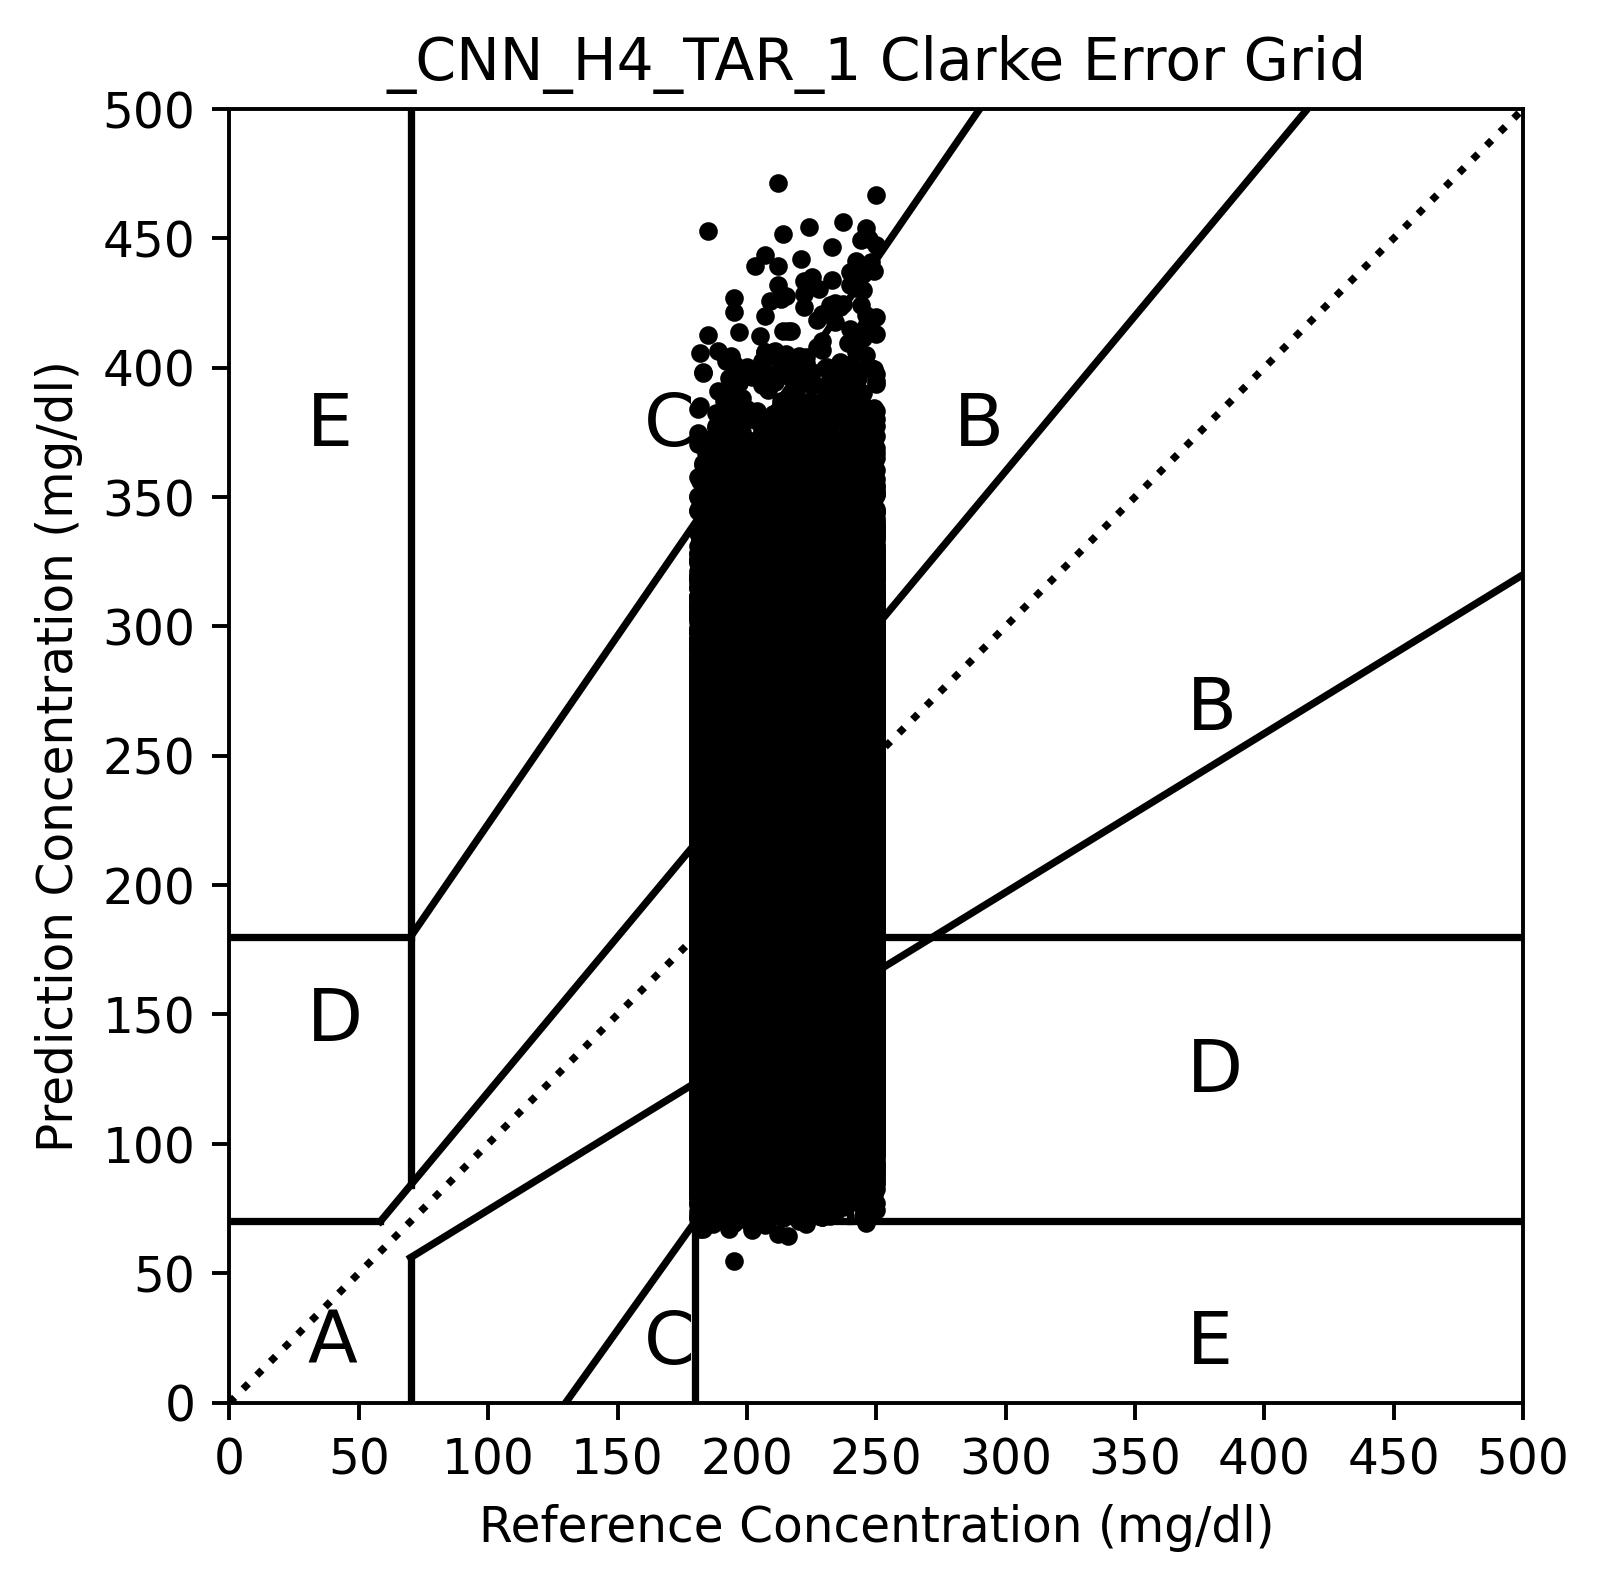 _CNN_H4_TAR_1 Clarke Error Grid
500
450
400
350
300
250
200
150
100
50
0
Prediction Concentration (mg/dl)
E
C
B
B
D
D
A
C
E
0 50 100 150 200 250 300 350 400 450 500
Reference Concentration (mg/dl)